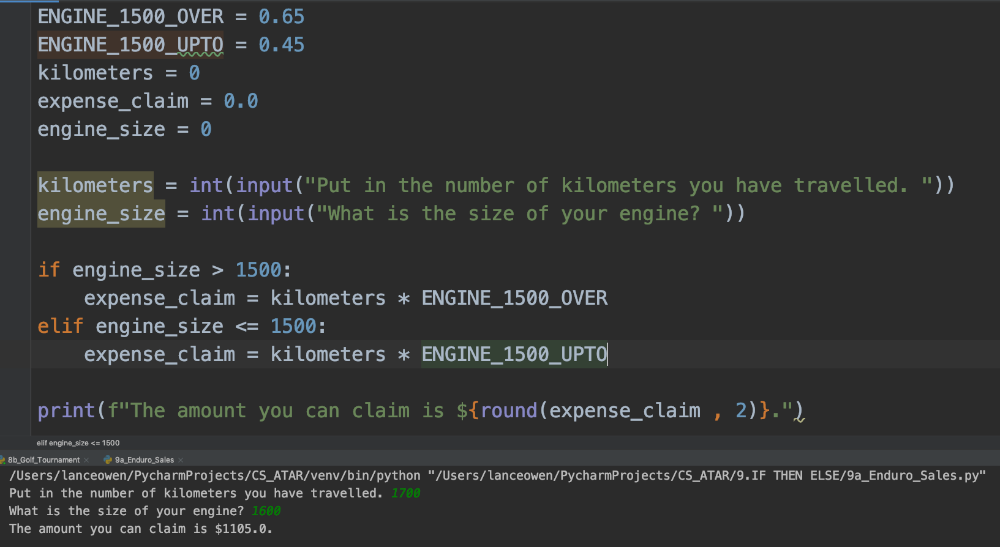 ENGINE_1500_OVER = 0.65
ENGINE_1500_UPTO = 0.45
kilometers = 0
expense_claim = 0.0
engine_size = 0
kilometers = int(input("Put in the number of kilometers you have travelled. "))
engine_size = int(input("What is the size of your engine? "))
if engine_size > 1500:
    expense_claim = kilometers * ENGINE_1500_OVER
elif engine_size <= 1500:
    expense_claim = kilometers * ENGINE_1500_UPTO
print(f"The amount you can claim is ${round(expense_claim , 2)}.")
elif engine_size <= 1500
8b_Golf_Tournament × 9a_Enduro_Sales ×
/Users/lanceowen/PycharmProjects/CS_ATAR/venv/bin/python "/Users/lanceowen/PycharmProjects/CS_ATAR/9.IF THEN ELSE/9a_Enduro_Sales.py"
Put in the number of kilometers you have travelled. 1700
What is the size of your engine? 1600
The amount you can claim is $1105.0.